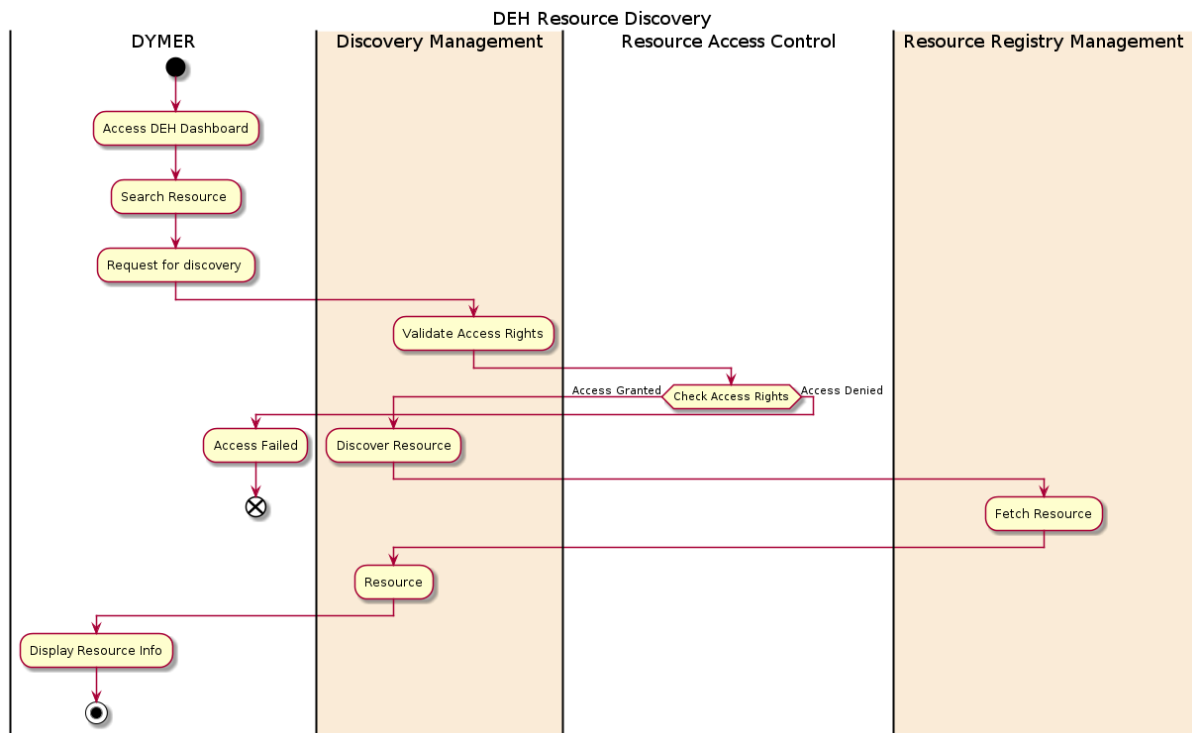 DEH Resource Discovery
DYMER
Discovery Management
Resource Access Control
Resource Registry Management
Access DEH Dashboard
Search Resource
Request for discovery
Validate Access Rights
Access Granted
Check Access Rights
Access Denied
Access Failed
Discover Resource
Fetch Resource
Resource
Display Resource Info